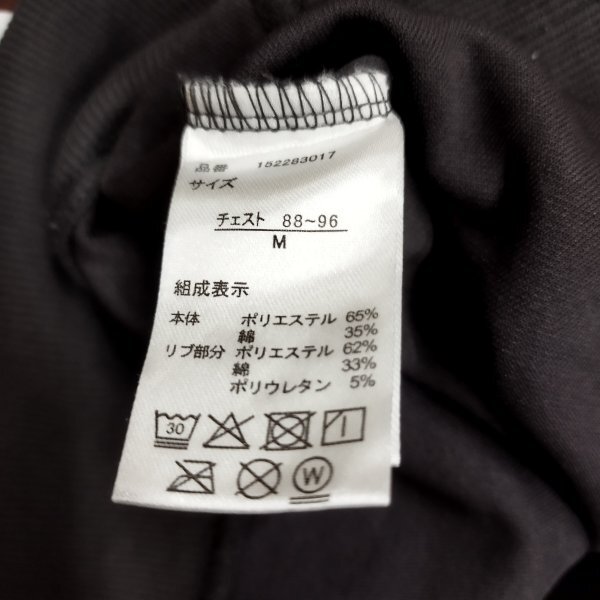 品番 152283017
サイズ
チェスト 88~96
M
組成表示
本体 ポリエステル 65%
綿 35%
リブ部分 ポリエステル 62%
綿 33%
ポリウレタン 5%
30
W